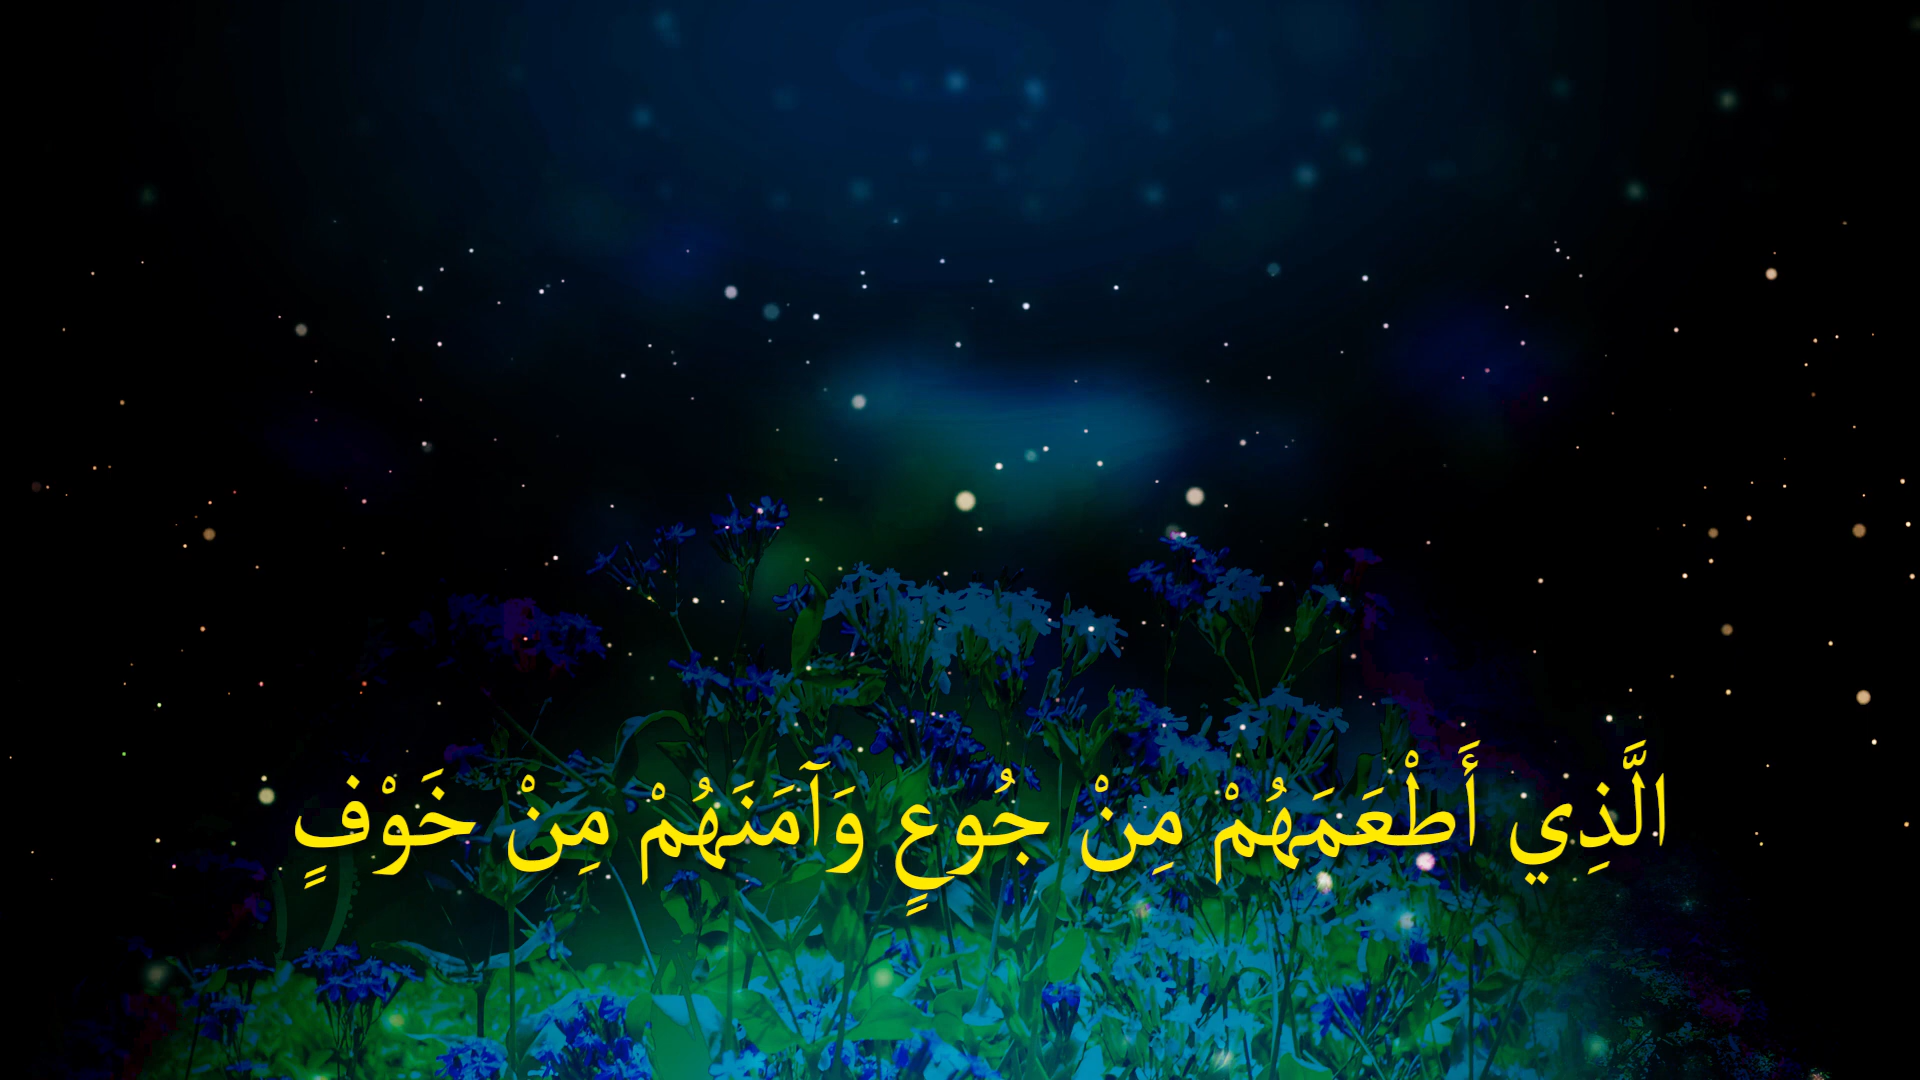 الَّذِي أَطْعَمَهُمْ مِنْ جُوعٍ وَآمَنَهُمْ مِنْ خَوْفٍ